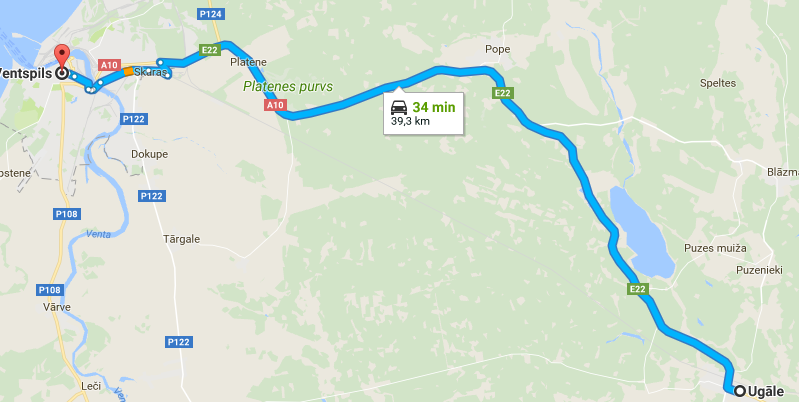 P124
E22
Pope
A10
Ventspils
Skaras
Platene
Speltes
Platenes purvs
E22
A10
34 min
39,3 km
P122
Dokupe
Blāzma
ostene
P122
P108
Venta
Tārgale
Puzes muiža
Puzenieki
P108
E22
Vārve
P122
Leči
Ugāle